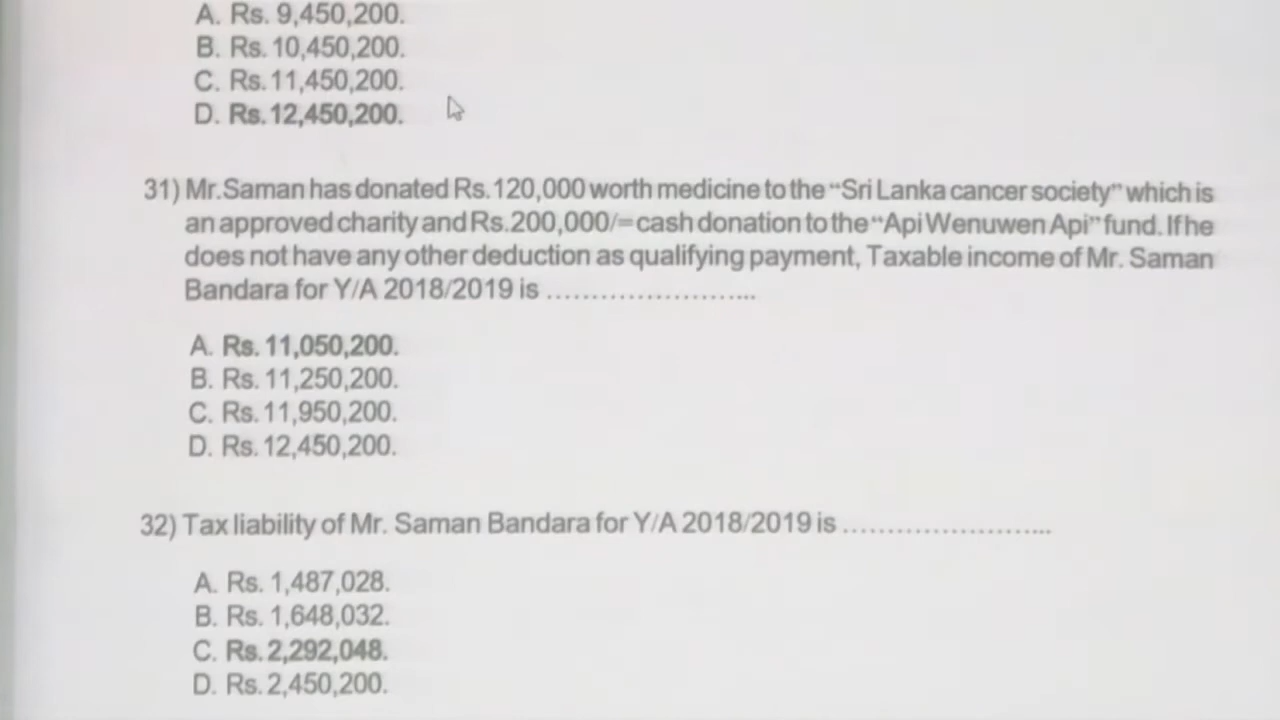 A. Rs. 9,450,200.
B. Rs. 10,450,200.
C. Rs. 11,450,200.
D. Rs. 12,450,200.
31) Mr.Saman has donated Rs.120,000 worth medicine to the "Sri Lanka cancer society" which is
an approved charity and Rs.200,000/= cash donation to the "Api Wenuwen Api" fund. If he
does not have any other deduction as qualifying payment, Taxable income of Mr. Saman
Bandara for Y/A 2018/2019 is ........................
A. Rs. 11,050,200.
B. Rs. 11,250,200.
C. Rs. 11,950,200.
D. Rs. 12,450,200.
32) Tax liability of Mr. Saman Bandara for Y/A 2018/2019 is ........................
A. Rs. 1,487,028.
B. Rs. 1,648,032.
C. Rs. 2,292,048.
D. Rs. 2,450,200.